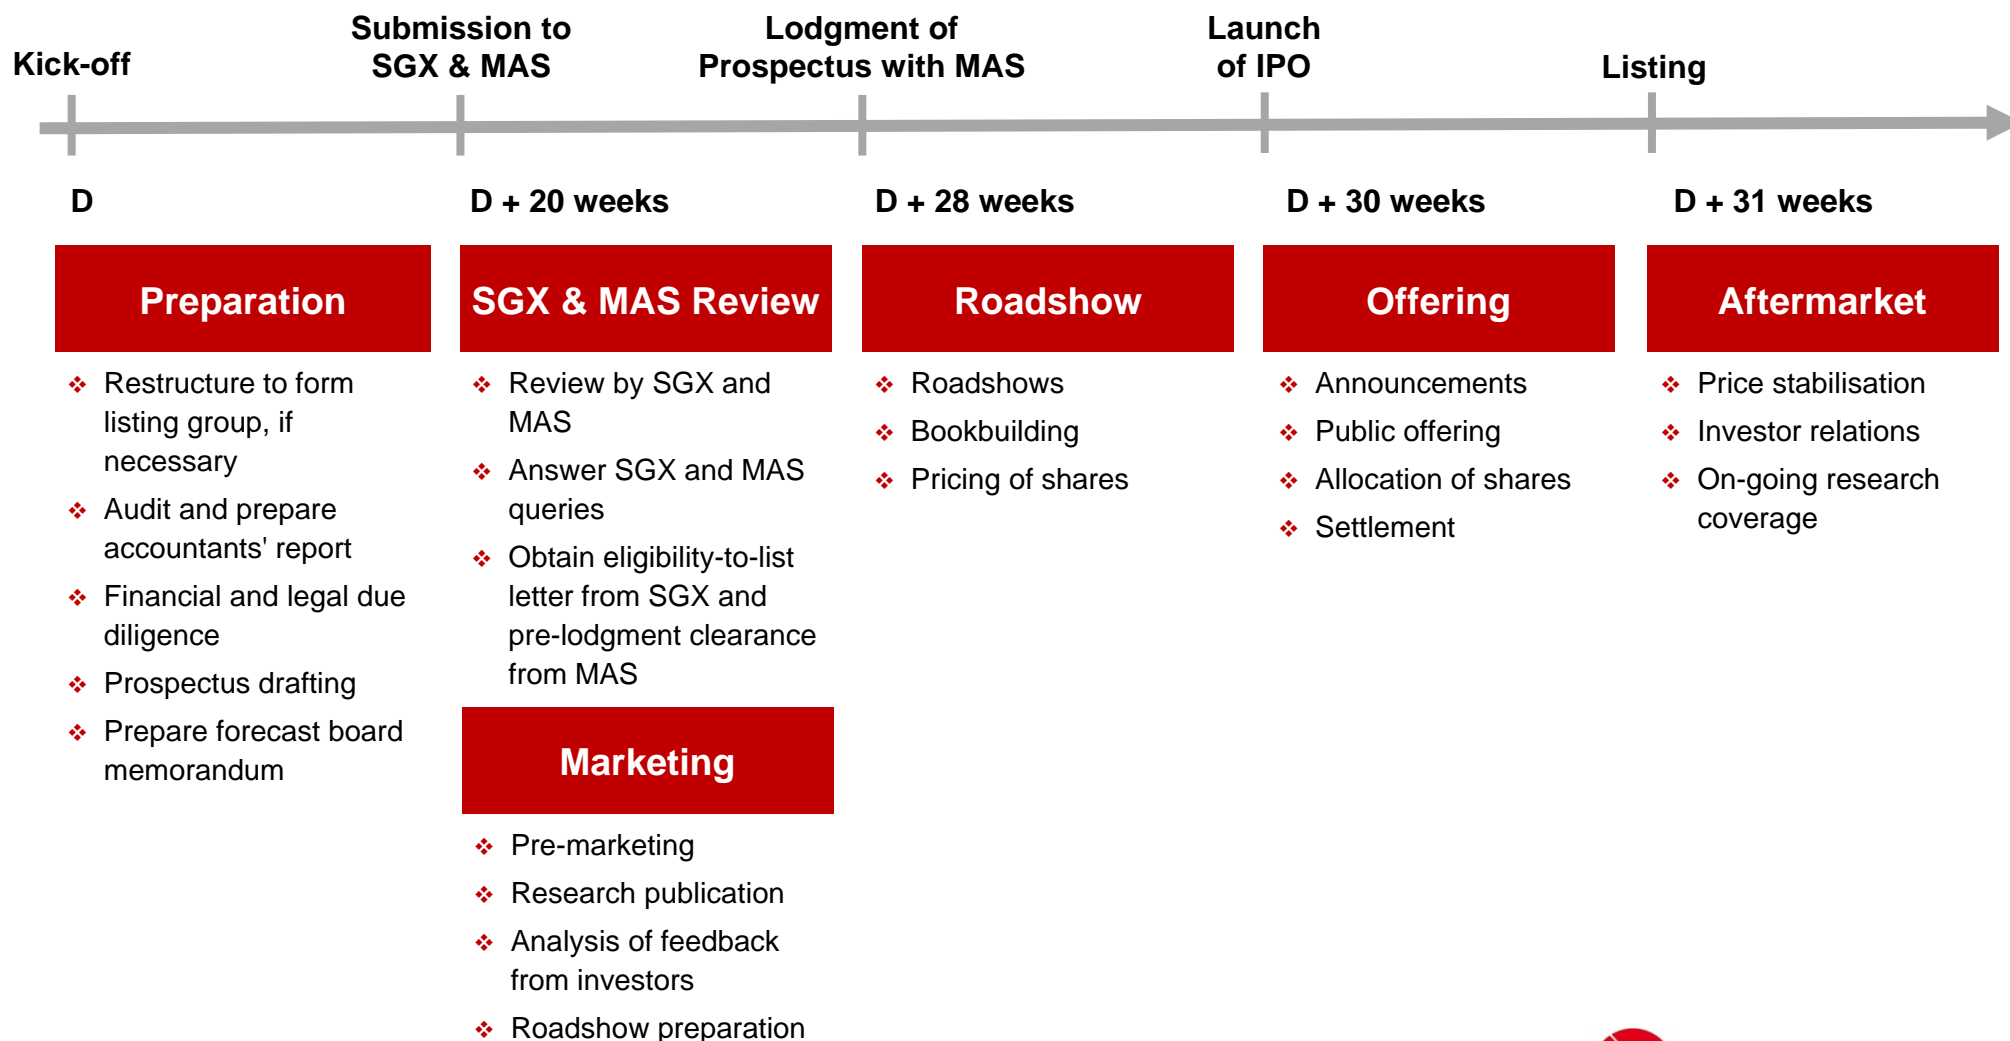 Kick-off
Submission to
SGX & MAS
Lodgment of
Prospectus with MAS
Launch
of IPO
Listing
D
D + 20 weeks
D + 28 weeks
D + 30 weeks
D + 31 weeks
Preparation
❖ Restructure to form
listing group, if
necessary
❖ Audit and prepare
accountants' report
❖ Financial and legal due
diligence
❖ Prospectus drafting
❖ Prepare forecast board
memorandum
SGX & MAS Review
❖ Review by SGX and
MAS
❖ Answer SGX and MAS
queries
❖ Obtain eligibility-to-list
letter from SGX and
pre-lodgment clearance
from MAS
Marketing
❖ Pre-marketing
❖ Research publication
❖ Analysis of feedback
from investors
❖ Roadshow preparation
Roadshow
❖ Roadshows
❖ Bookbuilding
❖ Pricing of shares
Offering
❖ Announcements
❖ Public offering
❖ Allocation of shares
❖ Settlement
Aftermarket
❖ Price stabilisation
❖ Investor relations
❖ On-going research
coverage